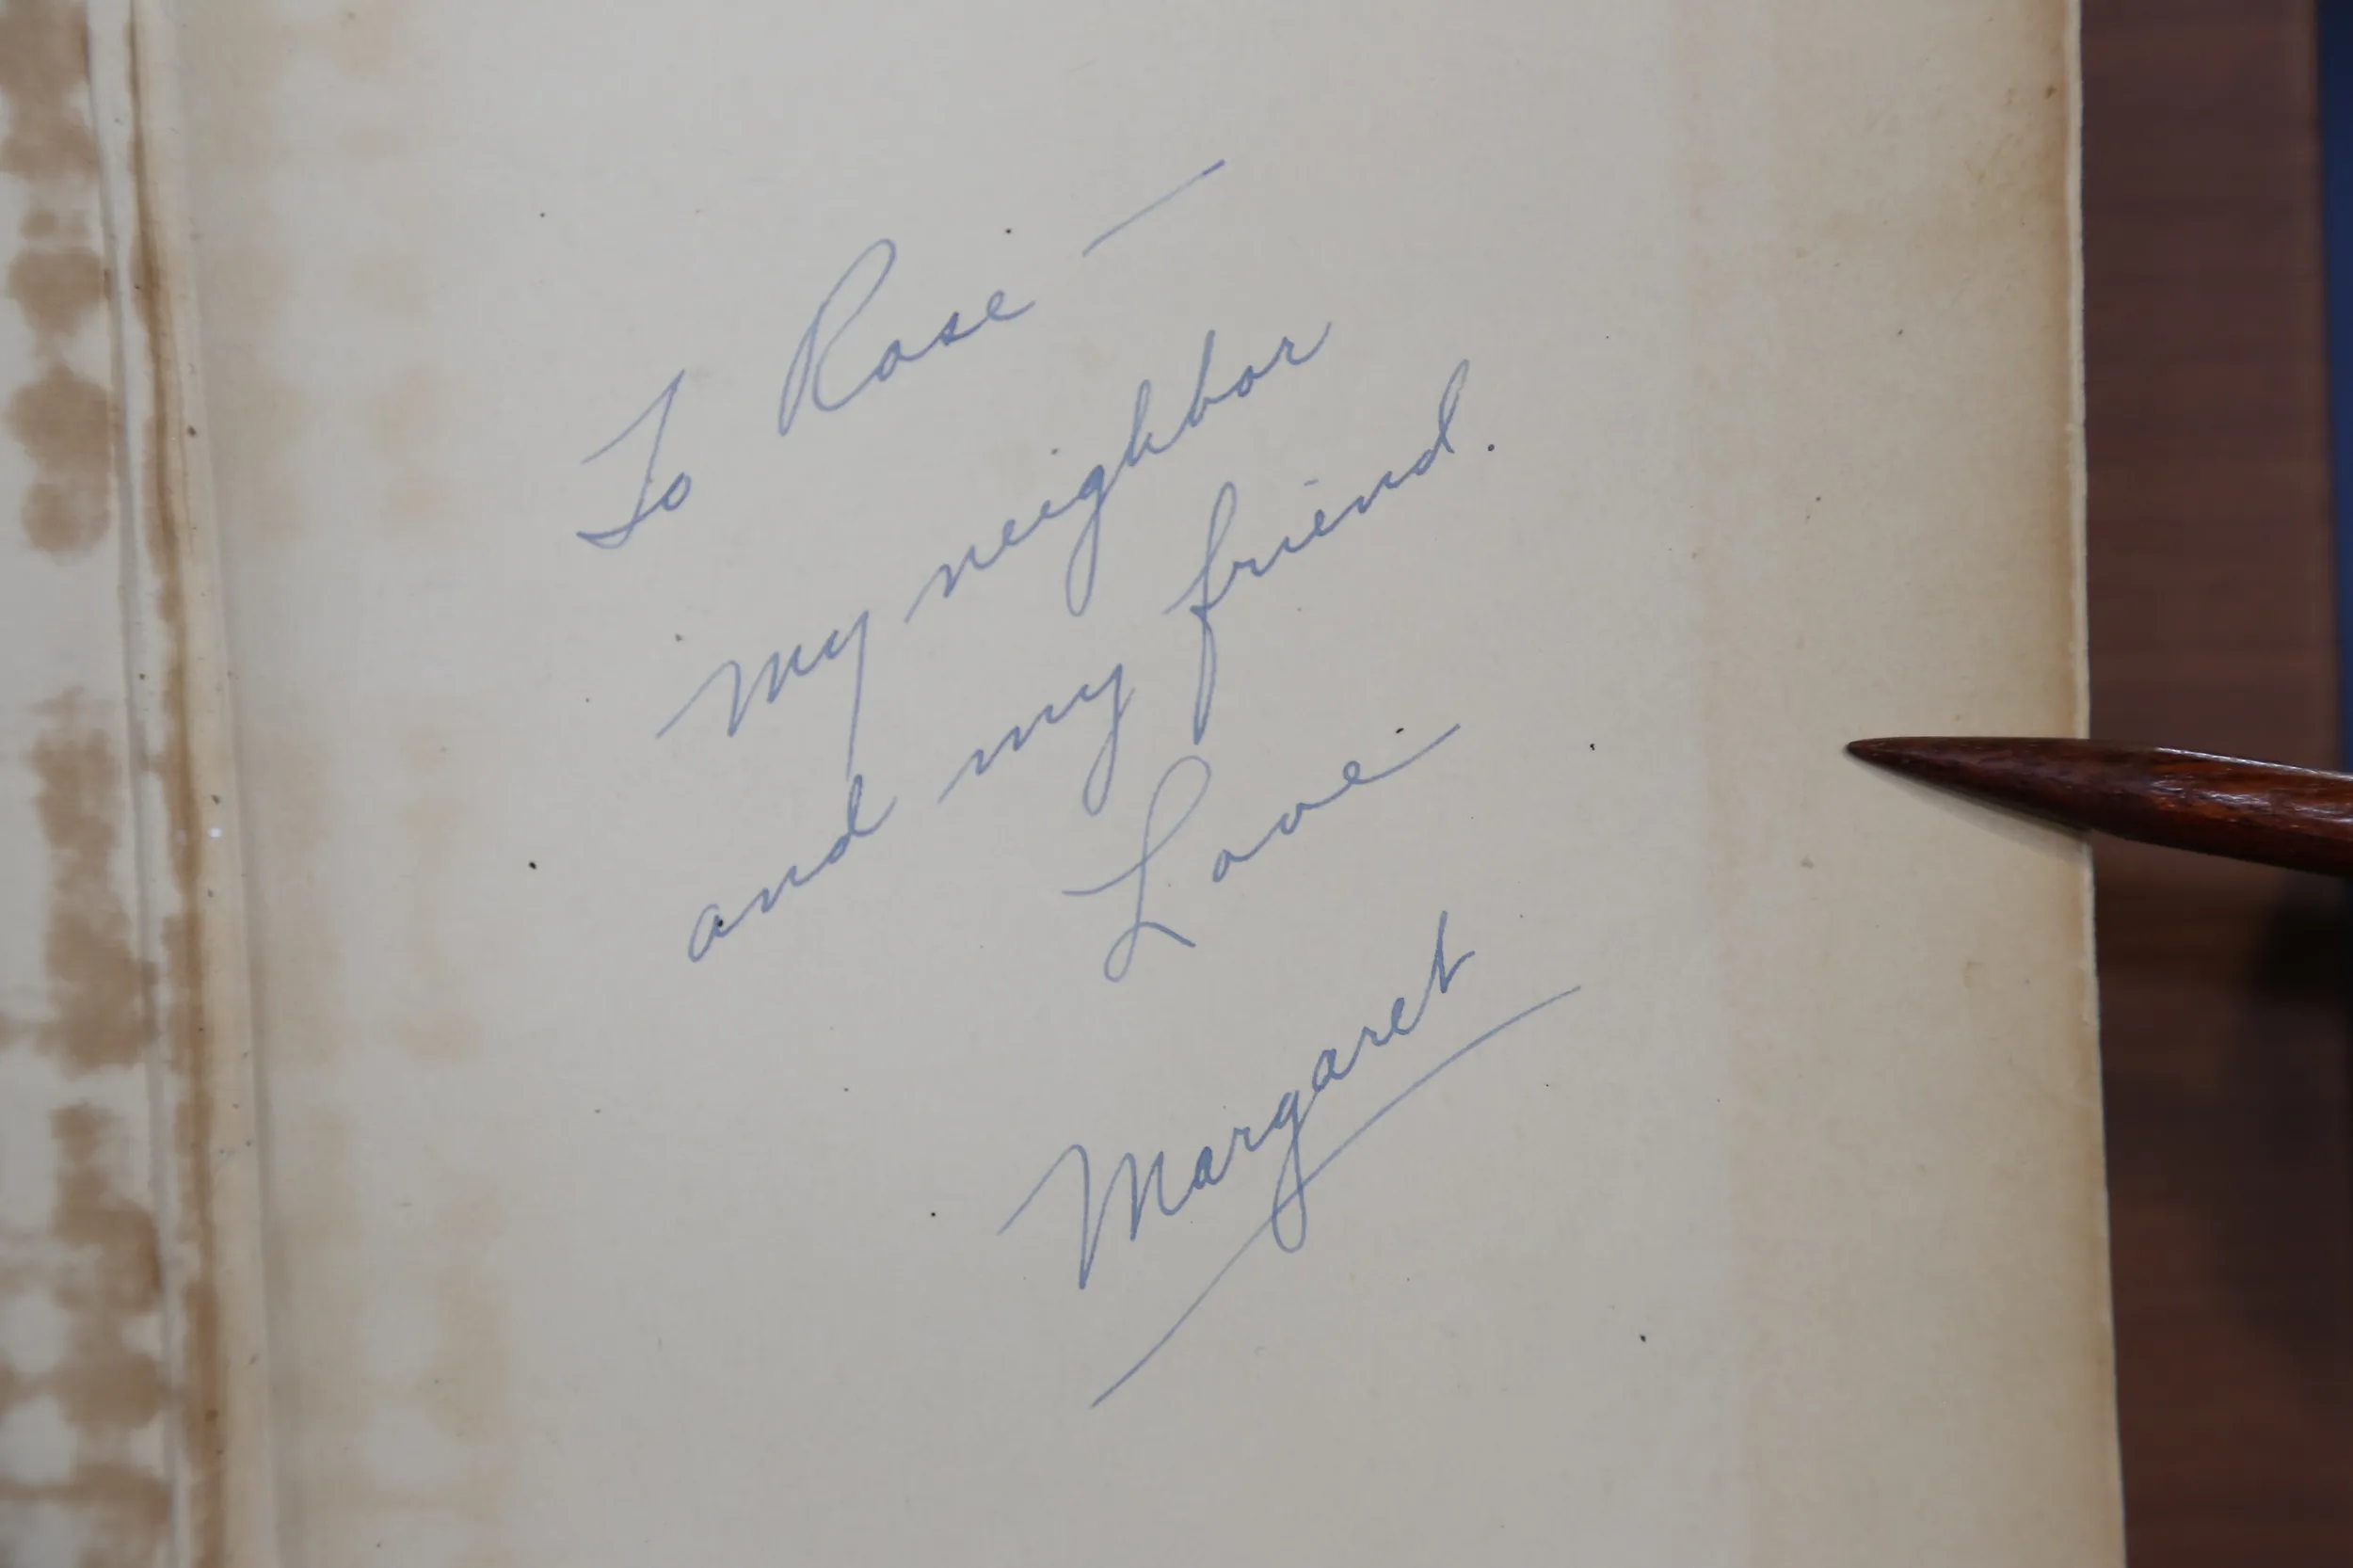 To Rose —
My neighbor
and my friend.
Love
Margaret